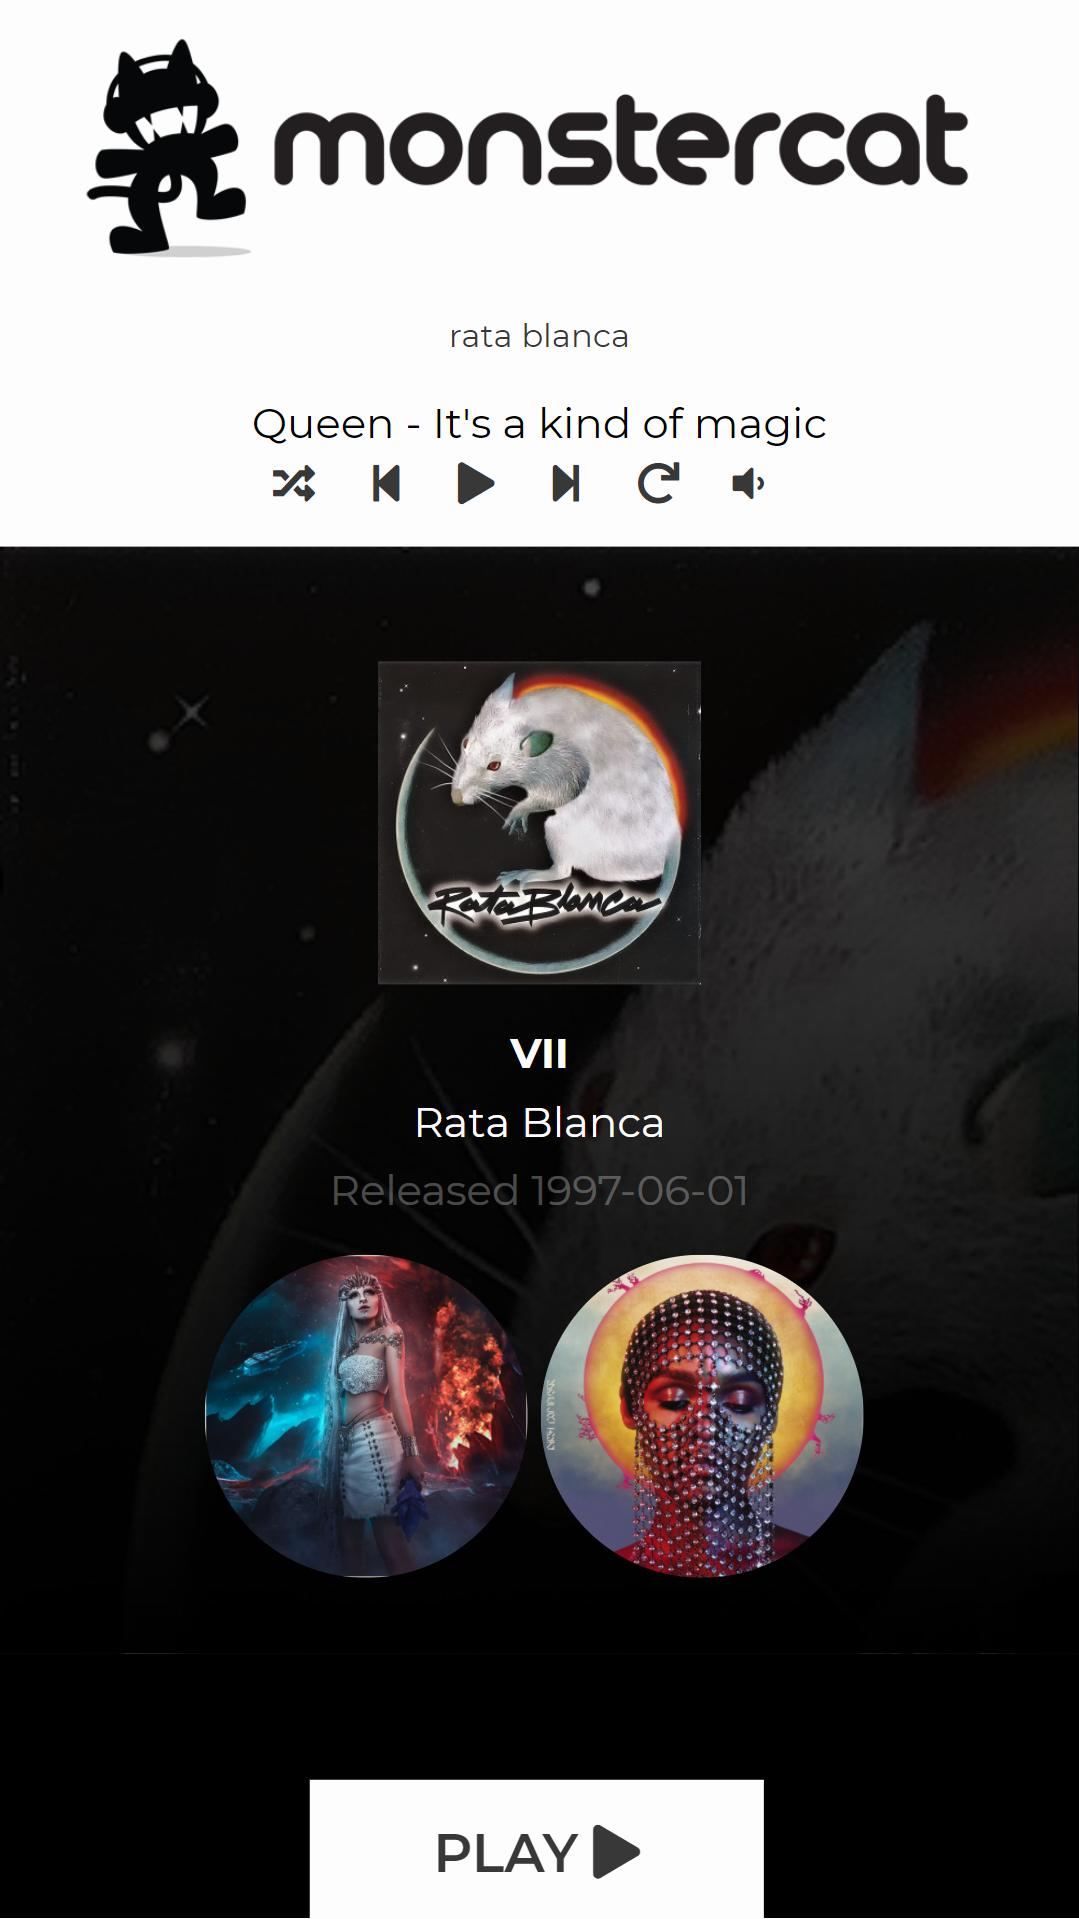 monstercat
rata blanca
Queen - It's a kind of magic
Rata Blanca
VII
Rata Blanca
Released 1997-06-01
PLAY